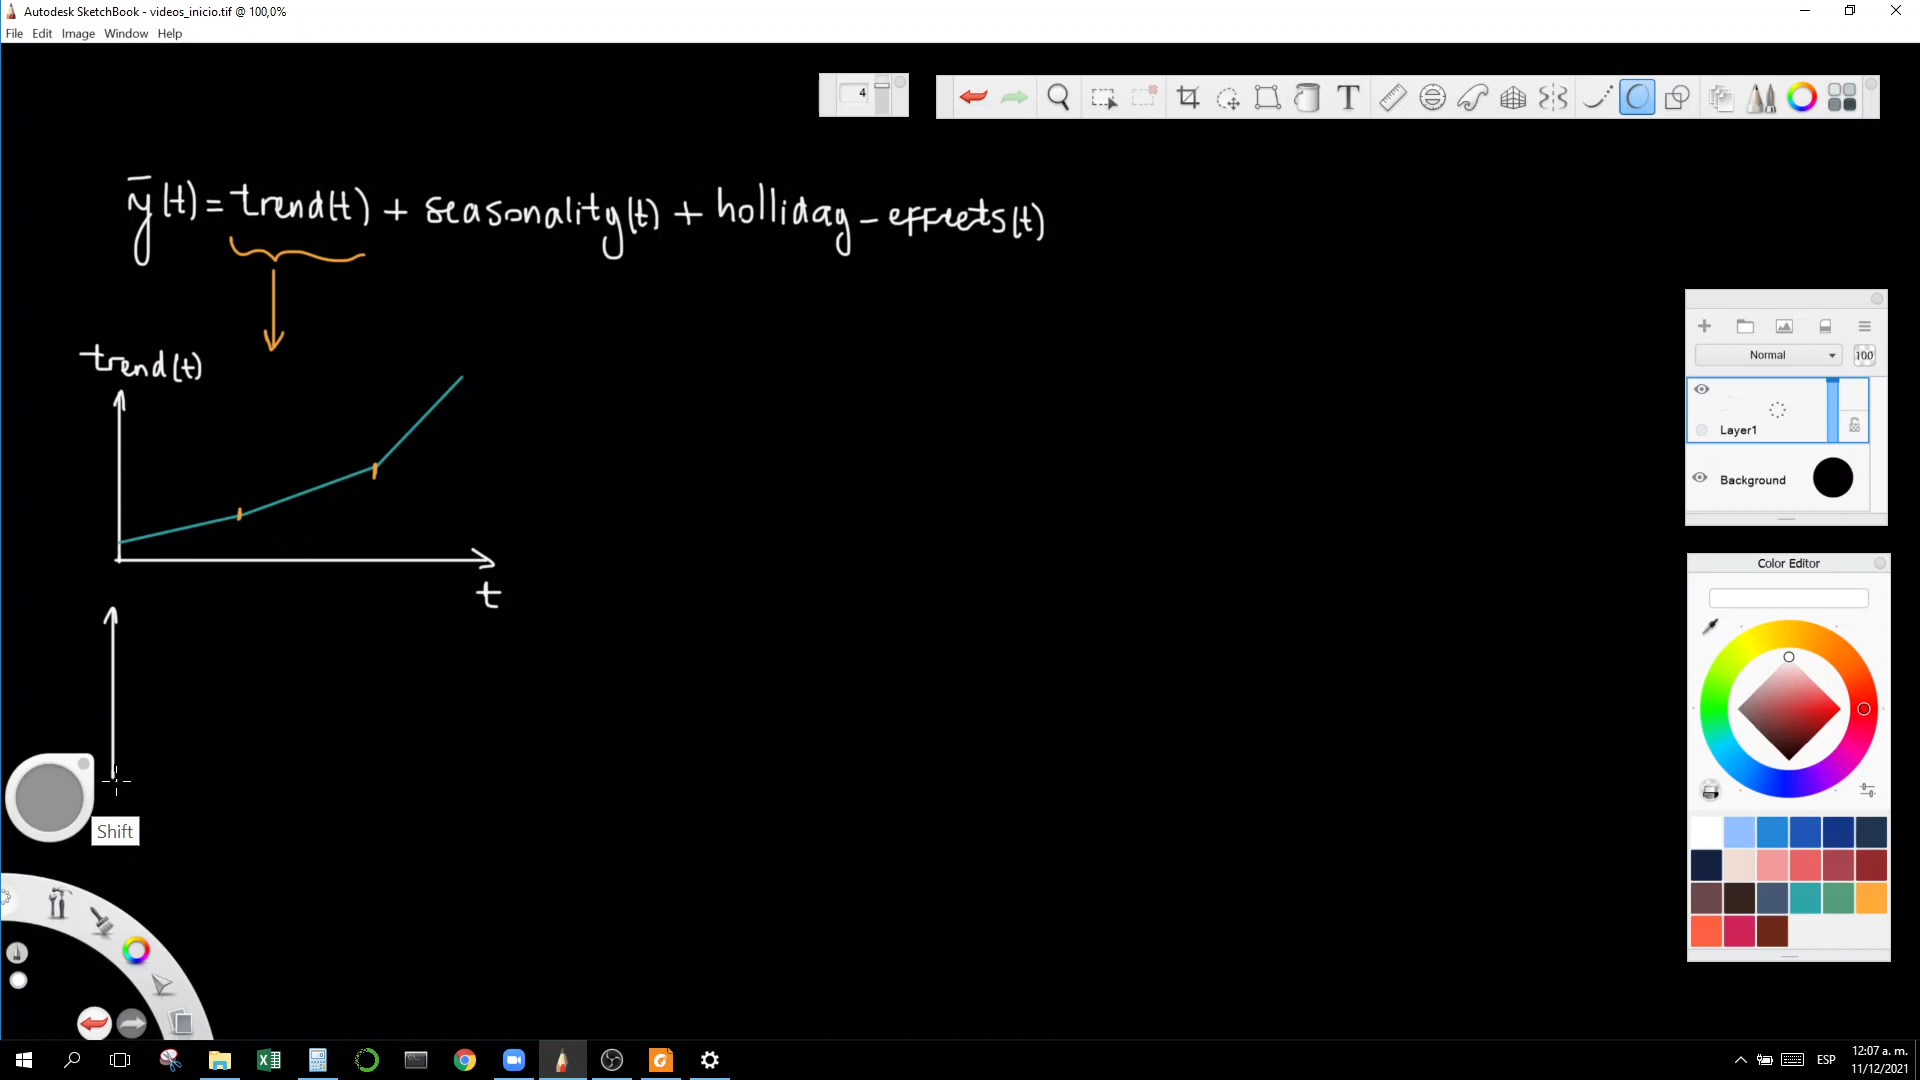 Autodesk SketchBook - videos_inicio.tif @ 100,0%
File Edit Image Window Help
4
T
y̅(t) = trend(t) + seasonality(t) + holliday - effects(t)
trend(t)
t
Normal 100
Layer1
Background
Color Editor
Shift
ESP
12:07 a. m.
11/12/2021